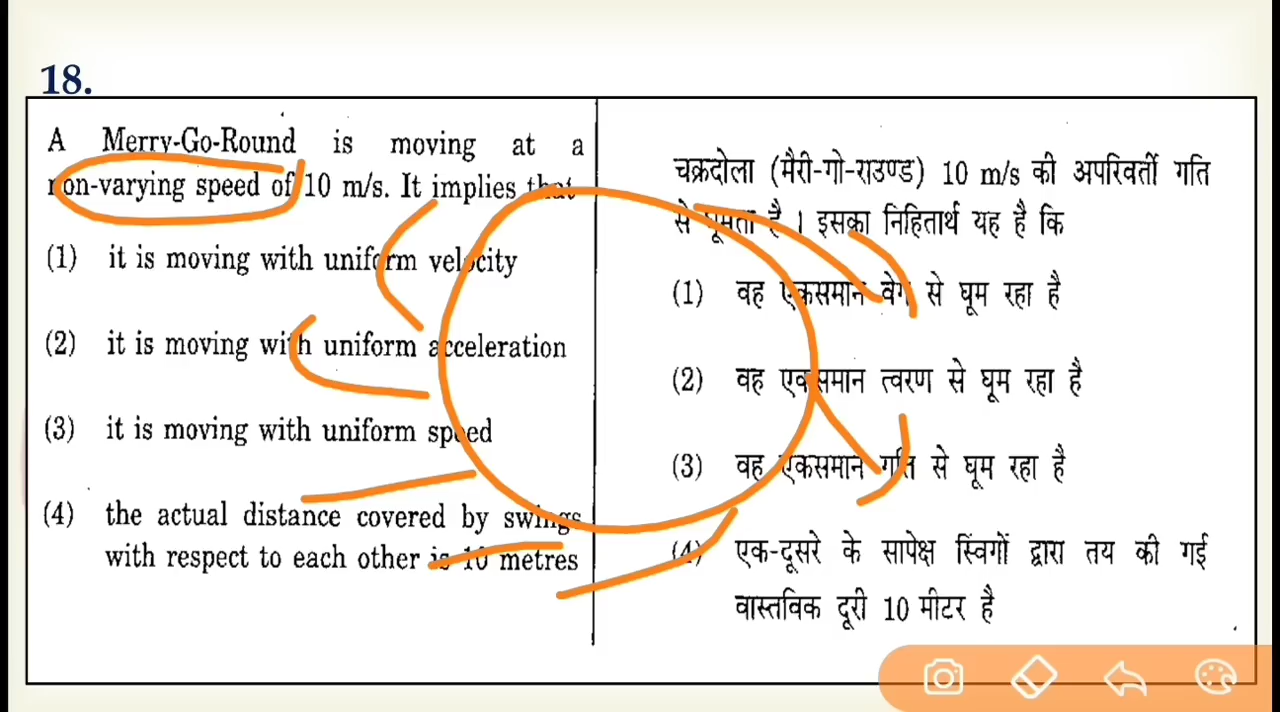 18.
A Merry-Go-Round is moving at a
non-varying speed of 10 m/s. It implies that
(1) it is moving with uniform velocity
(2) it is moving with uniform acceleration
(3) it is moving with uniform speed
(4) the actual distance covered by swings
with respect to each other is 10 metres
चक्रदोला (मैरी-गो-राउण्ड) 10 m/s की अपरिवर्ती गति
से घूमता है । इसका निहितार्थ यह है कि
(1) वह एकसमान वेग से घूम रहा है
(2) वह एकसमान त्वरण से घूम रहा है
(3) वह एकसमान गति से घूम रहा है
(4) एक-दूसरे के सापेक्ष स्विंगों द्वारा तय की गई
वास्तविक दूरी 10 मीटर है